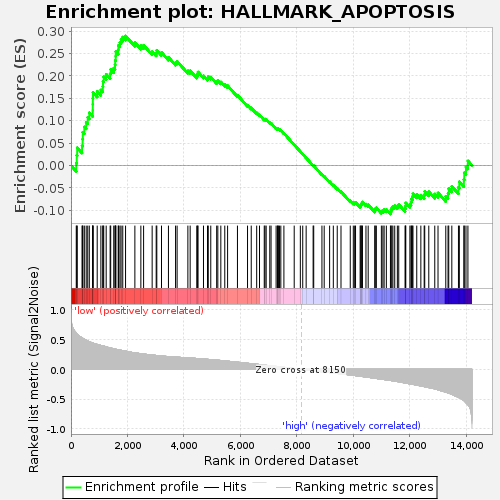 Enrichment plot: HALLMARK_APOPTOSIS
Enrichment score (ES)
0.30
0.25
0.20
0.15
0.10
0.05
0.00
-0.05
-0.10
Ranked list metric (Signal2Noise)
1.0
0.5
0.0
-0.5
-1.0
'low' (positively correlated)
Zero cross at 8150
'high' (negatively correlated)
0
2,000
4,000
6,000
8,000
10,000
12,000
14,000
Rank in Ordered Dataset
Enrichment profile
Hits
Ranking metric scores